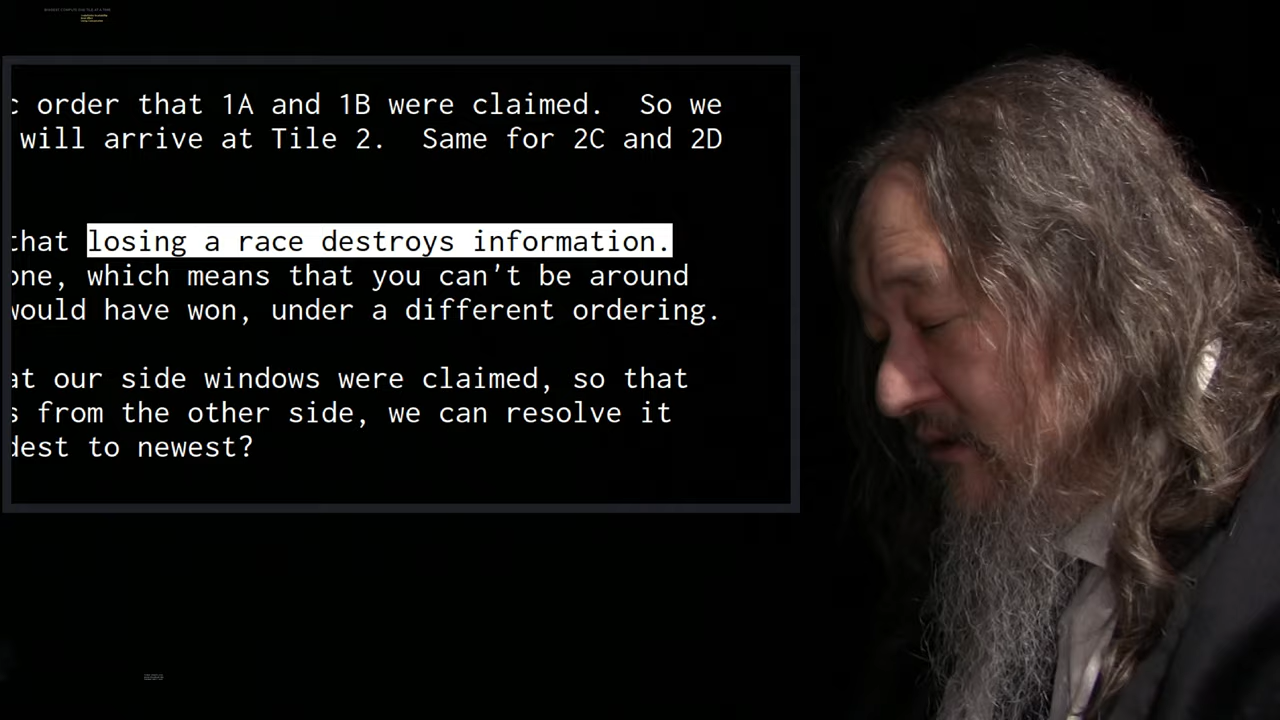 order that 1A and 1B were claimed. So we
will arrive at Tile 2. Same for 2C and 2D
that losing a race destroys information.
one, which means that you can't be around
would have won, under a different ordering.
at our side windows were claimed, so that
s from the other side, we can resolve it
dest to newest?